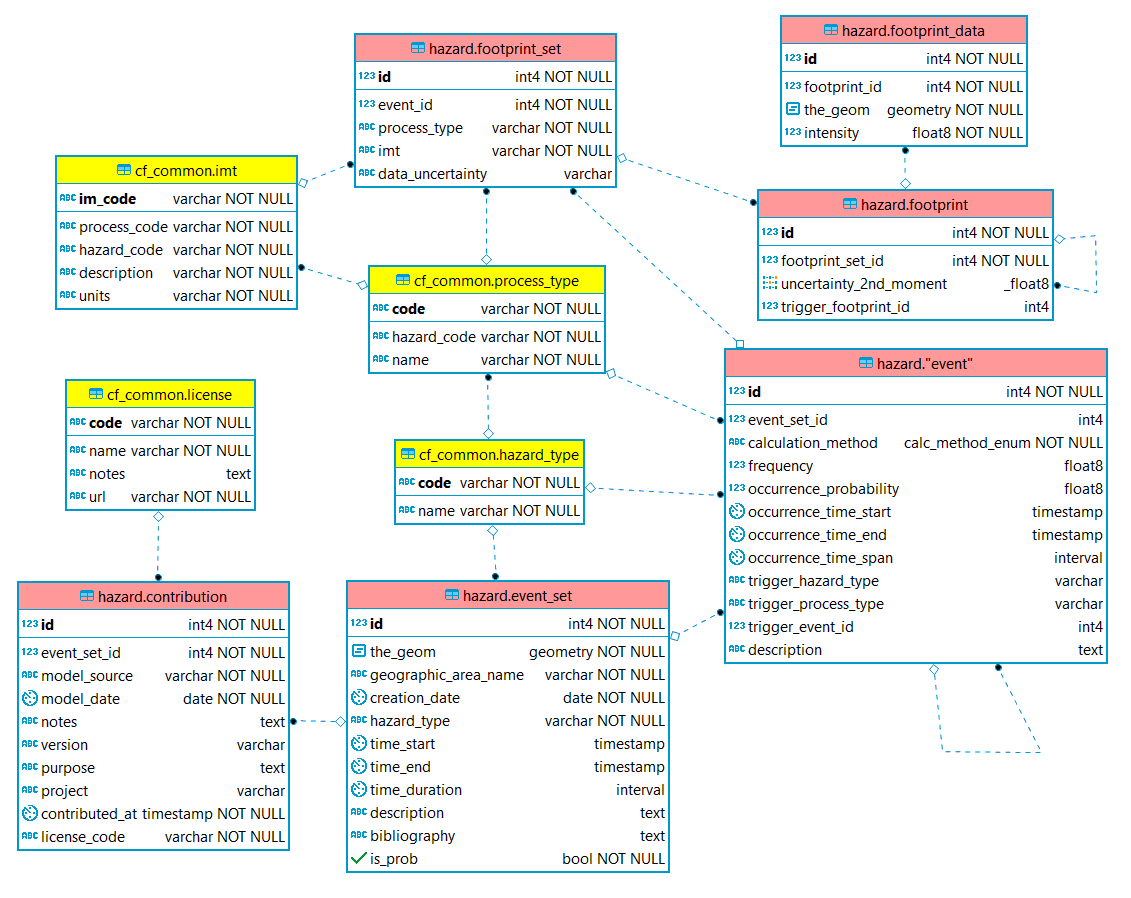 hazard.footprint_set
123 id int4 NOT NULL
123 event_id int4 NOT NULL
ABC process_type varchar NOT NULL
ABC imt varchar NOT NULL
ABC data_uncertainty varchar
hazard.footprint_data
123 id int4 NOT NULL
123 footprint_id int4 NOT NULL
the_geom geometry NOT NULL
123 intensity float8 NOT NULL
cf_common.imt
ABC im_code varchar NOT NULL
ABC process_code varchar NOT NULL
ABC hazard_code varchar NOT NULL
ABC description varchar NOT NULL
ABC units varchar NOT NULL
hazard.footprint
123 id int4 NOT NULL
123 footprint_set_id int4 NOT NULL
uncertainty_2nd_moment _float8
123 trigger_footprint_id int4
cf_common.process_type
ABC code varchar NOT NULL
ABC hazard_code varchar NOT NULL
ABC name varchar NOT NULL
hazard."event"
123 id int4 NOT NULL
123 event_set_id int4
ABC calculation_method calc_method_enum NOT NULL
123 frequency float8
123 occurrence_probability float8
occurrence_time_start timestamp
occurrence_time_end timestamp
occurrence_time_span interval
ABC trigger_hazard_type varchar
ABC trigger_process_type varchar
123 trigger_event_id int4
ABC description text
cf_common.license
ABC code varchar NOT NULL
ABC name varchar NOT NULL
ABC notes text
ABC url varchar NOT NULL
cf_common.hazard_type
ABC code varchar NOT NULL
ABC name varchar NOT NULL
hazard.contribution
123 id int4 NOT NULL
123 event_set_id int4 NOT NULL
ABC model_source varchar NOT NULL
model_date date NOT NULL
ABC notes text
ABC version varchar
ABC purpose text
ABC project varchar
contributed_at timestamp NOT NULL
ABC license_code varchar NOT NULL
hazard.event_set
123 id int4 NOT NULL
the_geom geometry NOT NULL
ABC geographic_area_name varchar NOT NULL
creation_date date NOT NULL
ABC hazard_type varchar NOT NULL
time_start timestamp
time_end timestamp
time_duration interval
ABC description text
ABC bibliography text
is_prob bool NOT NULL